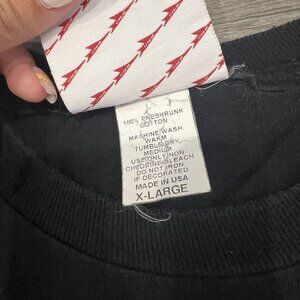 100% PRESHRUNK
COTTON
MACHINE WASH
WARM
TUMBLE DRY
MEDIUM
USE ONLY NON-
CHLORINE BLEACH
DO NOT IRON
IF DECORATED
MADE IN USA
X-LARGE